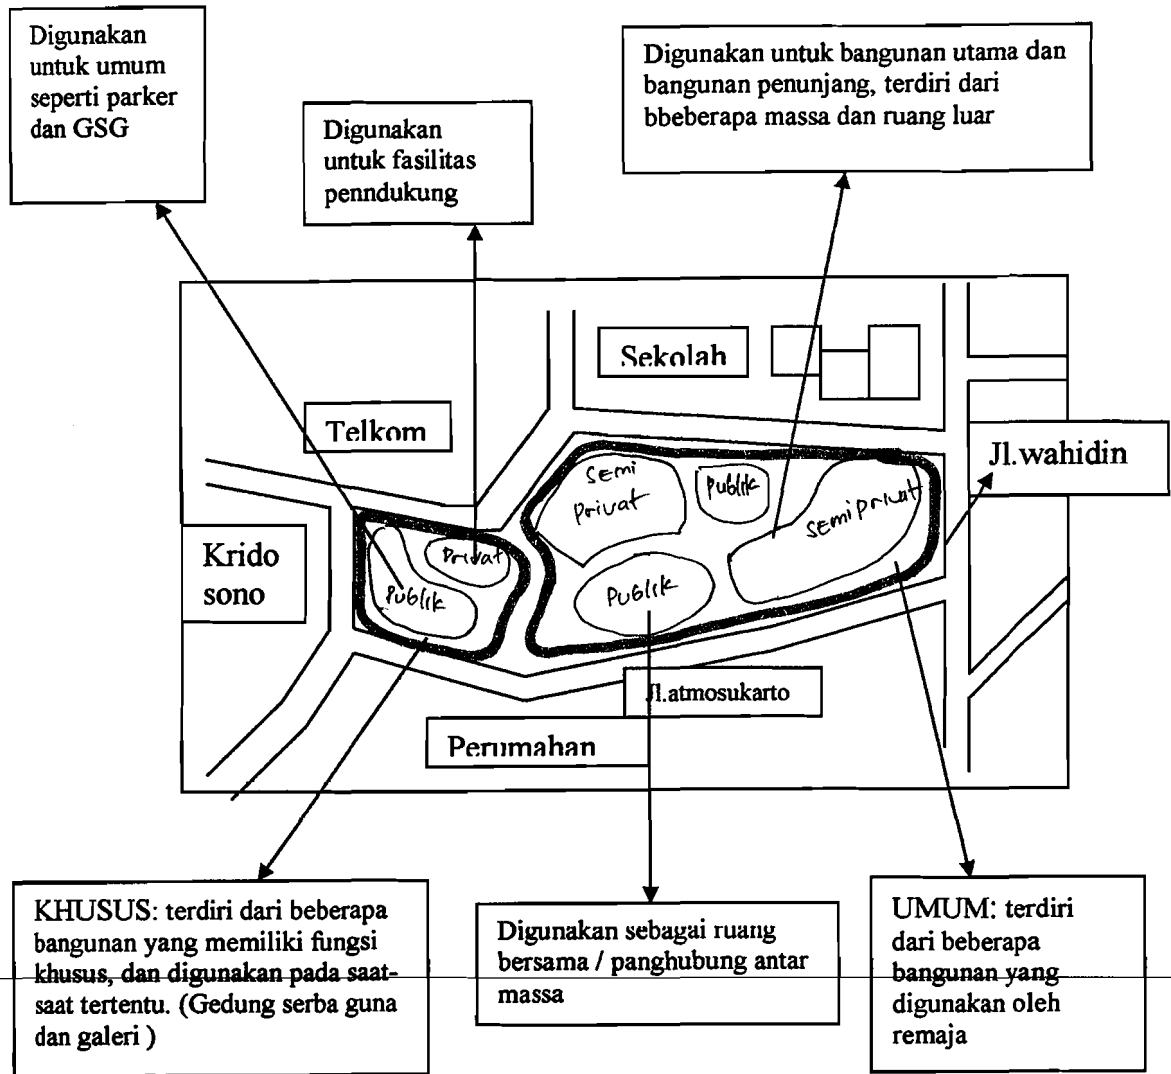 Digunakan
untuk umum
seperti parker
dan GSG
Digunakan
untuk fasilitas
penndukung
Digunakan untuk bangunan utama dan
bangunan penunjang, terdiri dari
bbeberapa massa dan ruang luar
Sekolah
Telkom
Jl.wahidin
Krido
sono
semi
privat
Publik
semi privat
Privat
Publik
Publik
Jl.atmosukarto
Perumahan
KHUSUS: terdiri dari beberapa
bangunan yang memiliki fungsi
khusus, dan digunakan pada saat-
saat tertentu. (Gedung serba guna
dan galeri )
Digunakan sebagai ruang
bersama / panghubung antar
massa
UMUM: terdiri
dari beberapa
bangunan yang
digunakan oleh
remaja